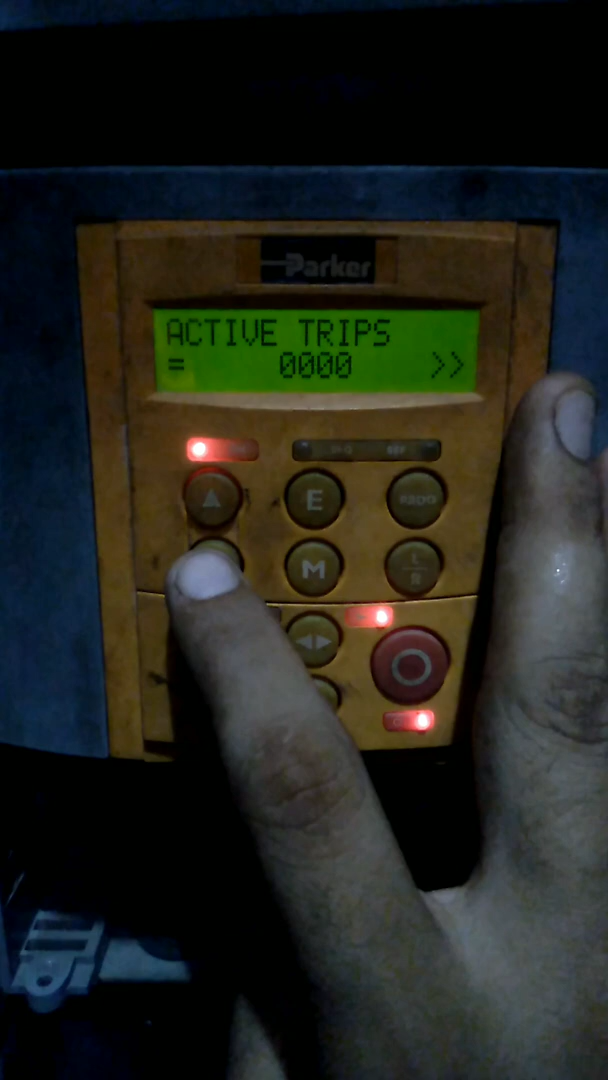 Parker
ACTIVE TRIPS
= 0000 >>
E
PROG
M
L
R